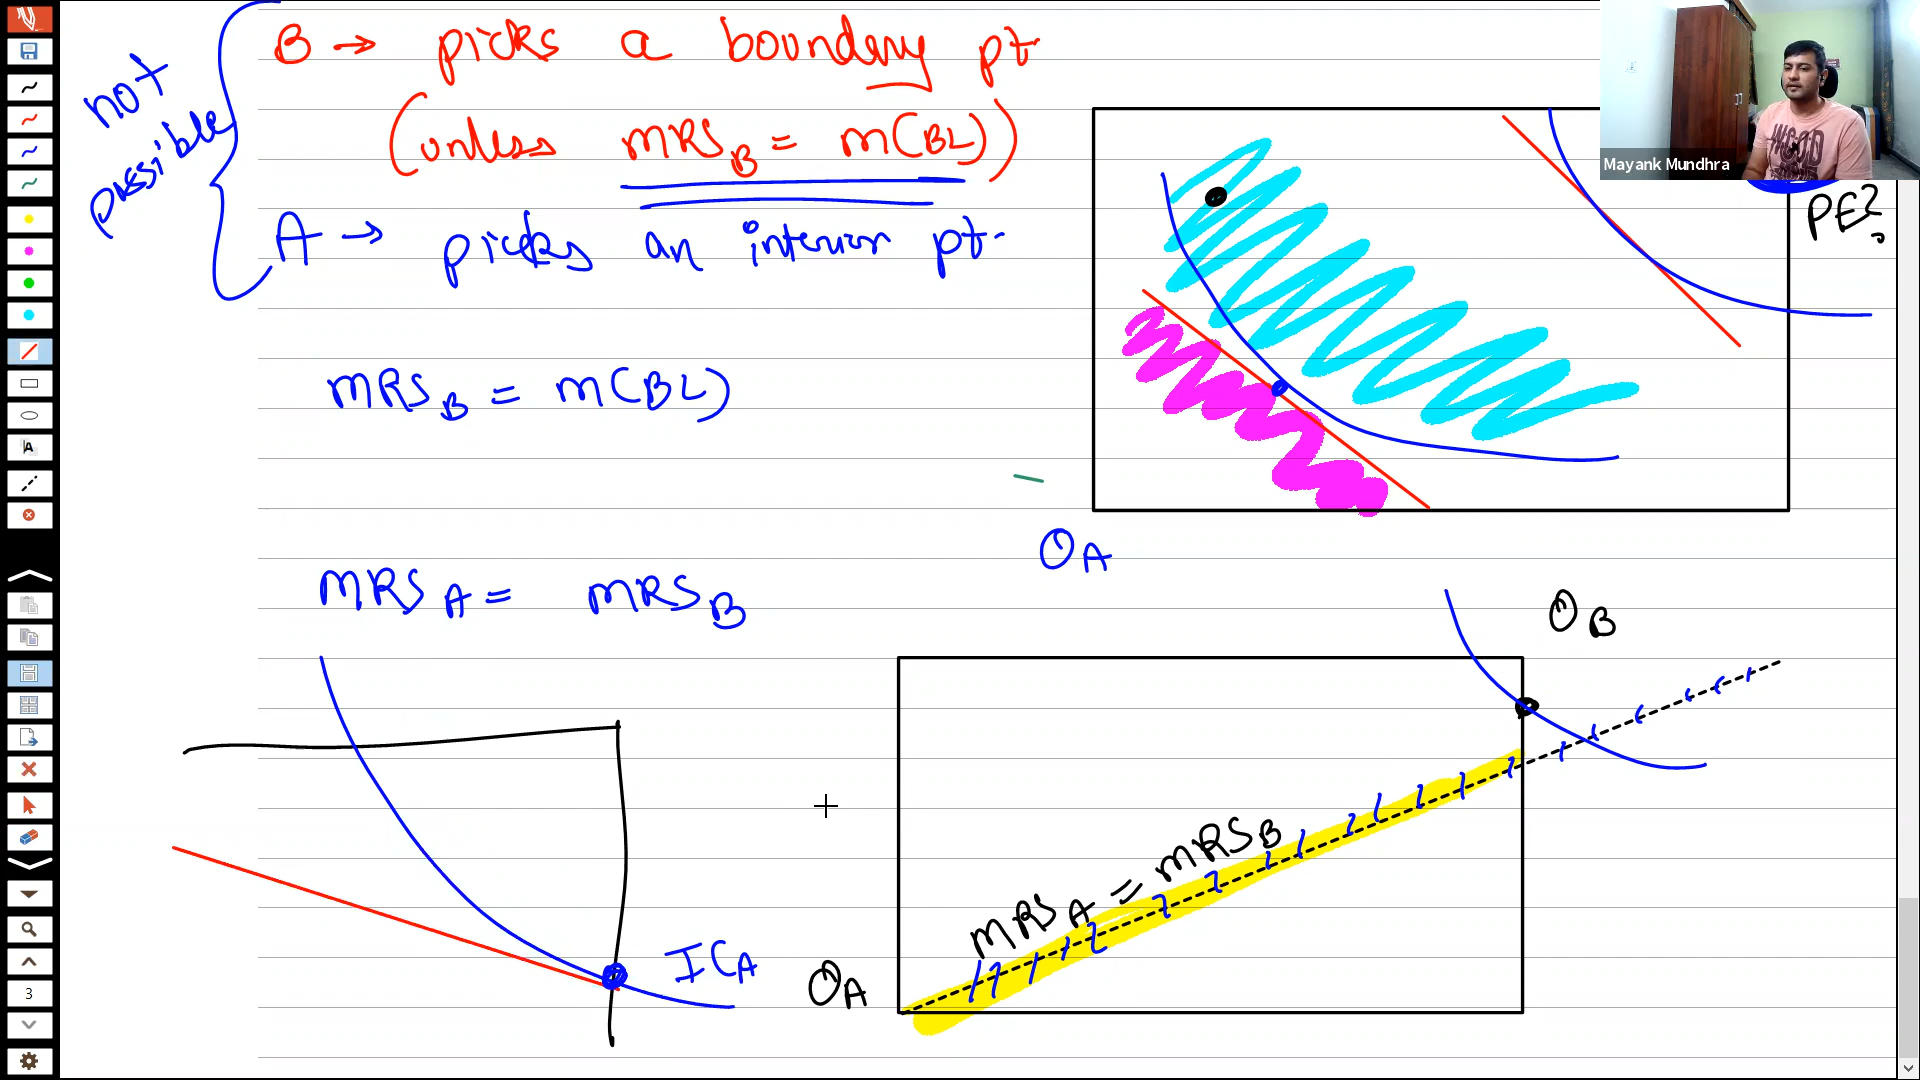 B → picks a boundary pt.
(unless MRS_B = m(BL))
not possible
A → picks an interior pt.
Mayank Mundhra
PE?
MRS_B = m(BL)
O_A
MRS_A = MRS_B
O_B
MRS_A = MRS_B
IC_A
O_A
3